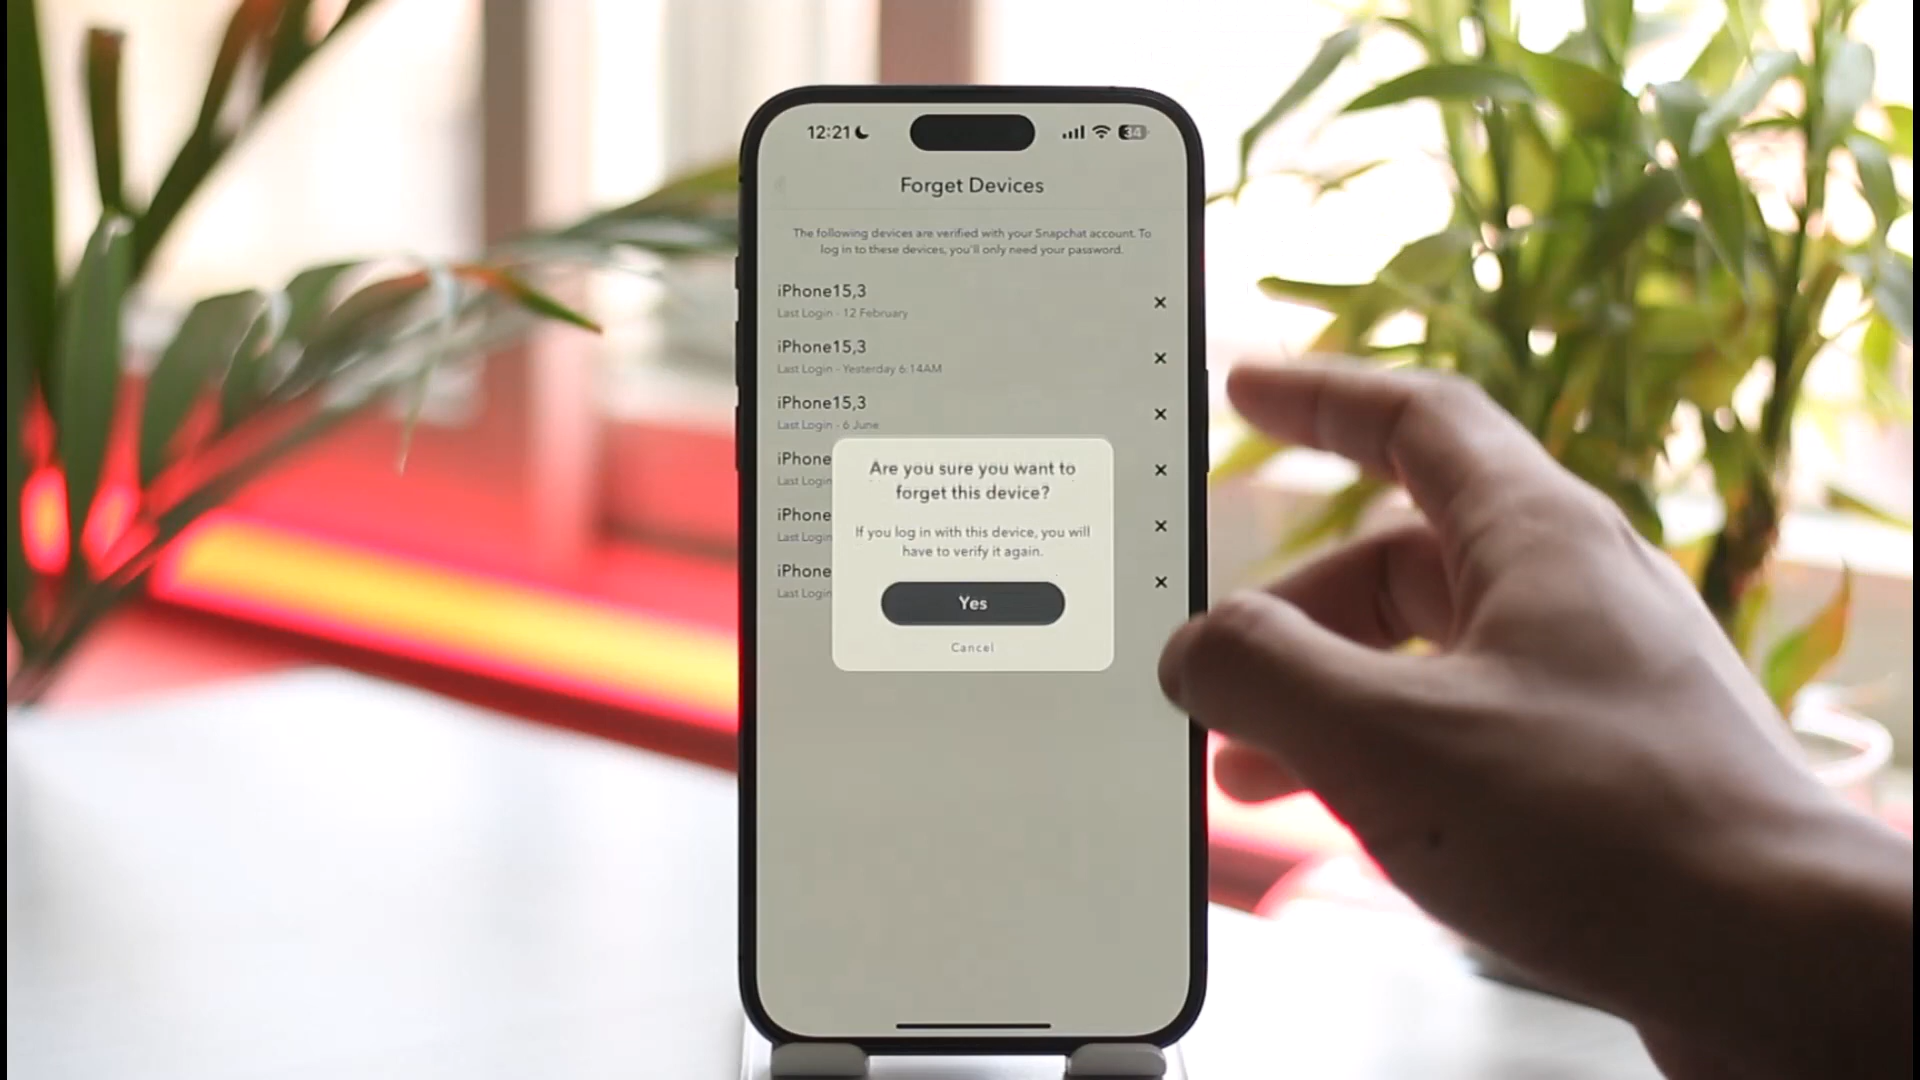 12:21
34
Forget Devices
The following devices are verified with your Snapchat account. To
log in to these devices, you'll only need your password.
iPhone15,3
Last Login - 12 February
iPhone15,3
Last Login - Yesterday 6:14AM
iPhone15,3
Last Login - 6 June
iPhone
Last Login
iPhone
Last Login
iPhone
Last Login
Are you sure you want to
forget this device?
If you log in with this device, you will
have to verify it again.
Yes
Cancel